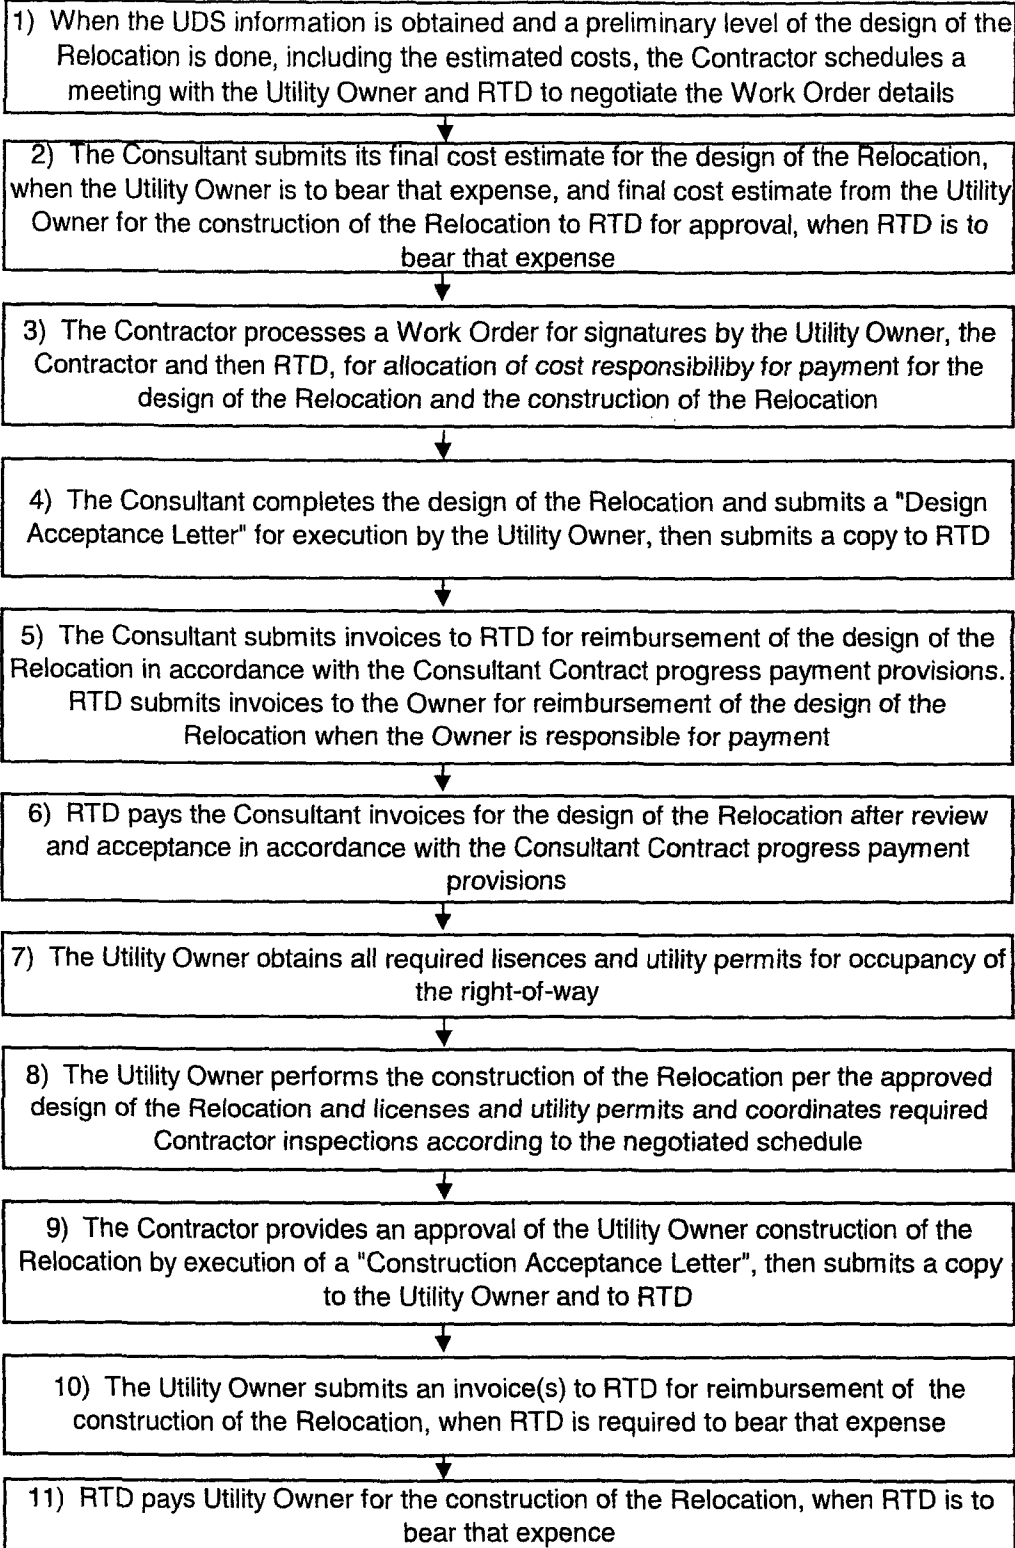 1) When the UDS information is obtained and a preliminary level of the design of the
Relocation is done, including the estimated costs, the Contractor schedules a
meeting with the Utility Owner and RTD to negotiate the Work Order details
2) The Consultant submits its final cost estimate for the design of the Relocation,
when the Utility Owner is to bear that expense, and final cost estimate from the Utility
Owner for the construction of the Relocation to RTD for approval, when RTD is to
bear that expense
3) The Contractor processes a Work Order for signatures by the Utility Owner, the
Contractor and then RTD, for allocation of cost responsibiliby for payment for the
design of the Relocation and the construction of the Relocation
4) The Consultant completes the design of the Relocation and submits a "Design
Acceptance Letter" for execution by the Utility Owner, then submits a copy to RTD
5) The Consultant submits invoices to RTD for reimbursement of the design of the
Relocation in accordance with the Consultant Contract progress payment provisions.
RTD submits invoices to the Owner for reimbursement of the design of the
Relocation when the Owner is responsible for payment
6) RTD pays the Consultant invoices for the design of the Relocation after review
and acceptance in accordance with the Consultant Contract progress payment
provisions
7) The Utility Owner obtains all required lisences and utility permits for occupancy of
the right-of-way
8) The Utility Owner performs the construction of the Relocation per the approved
design of the Relocation and licenses and utility permits and coordinates required
Contractor inspections according to the negotiated schedule
9) The Contractor provides an approval of the Utility Owner construction of the
Relocation by execution of a "Construction Acceptance Letter", then submits a copy
to the Utility Owner and to RTD
10) The Utility Owner submits an invoice(s) to RTD for reimbursement of the
construction of the Relocation, when RTD is required to bear that expense
11) RTD pays Utility Owner for the construction of the Relocation, when RTD is to
bear that expence